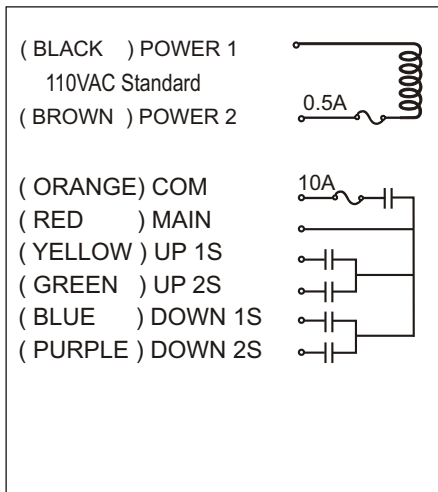 ( BLACK ) POWER 1
110VAC Standard
( BROWN ) POWER 2
0.5A
( ORANGE) COM
10A
( RED ) MAIN
( YELLOW ) UP 1S
( GREEN ) UP 2S
( BLUE ) DOWN 1S
( PURPLE ) DOWN 2S